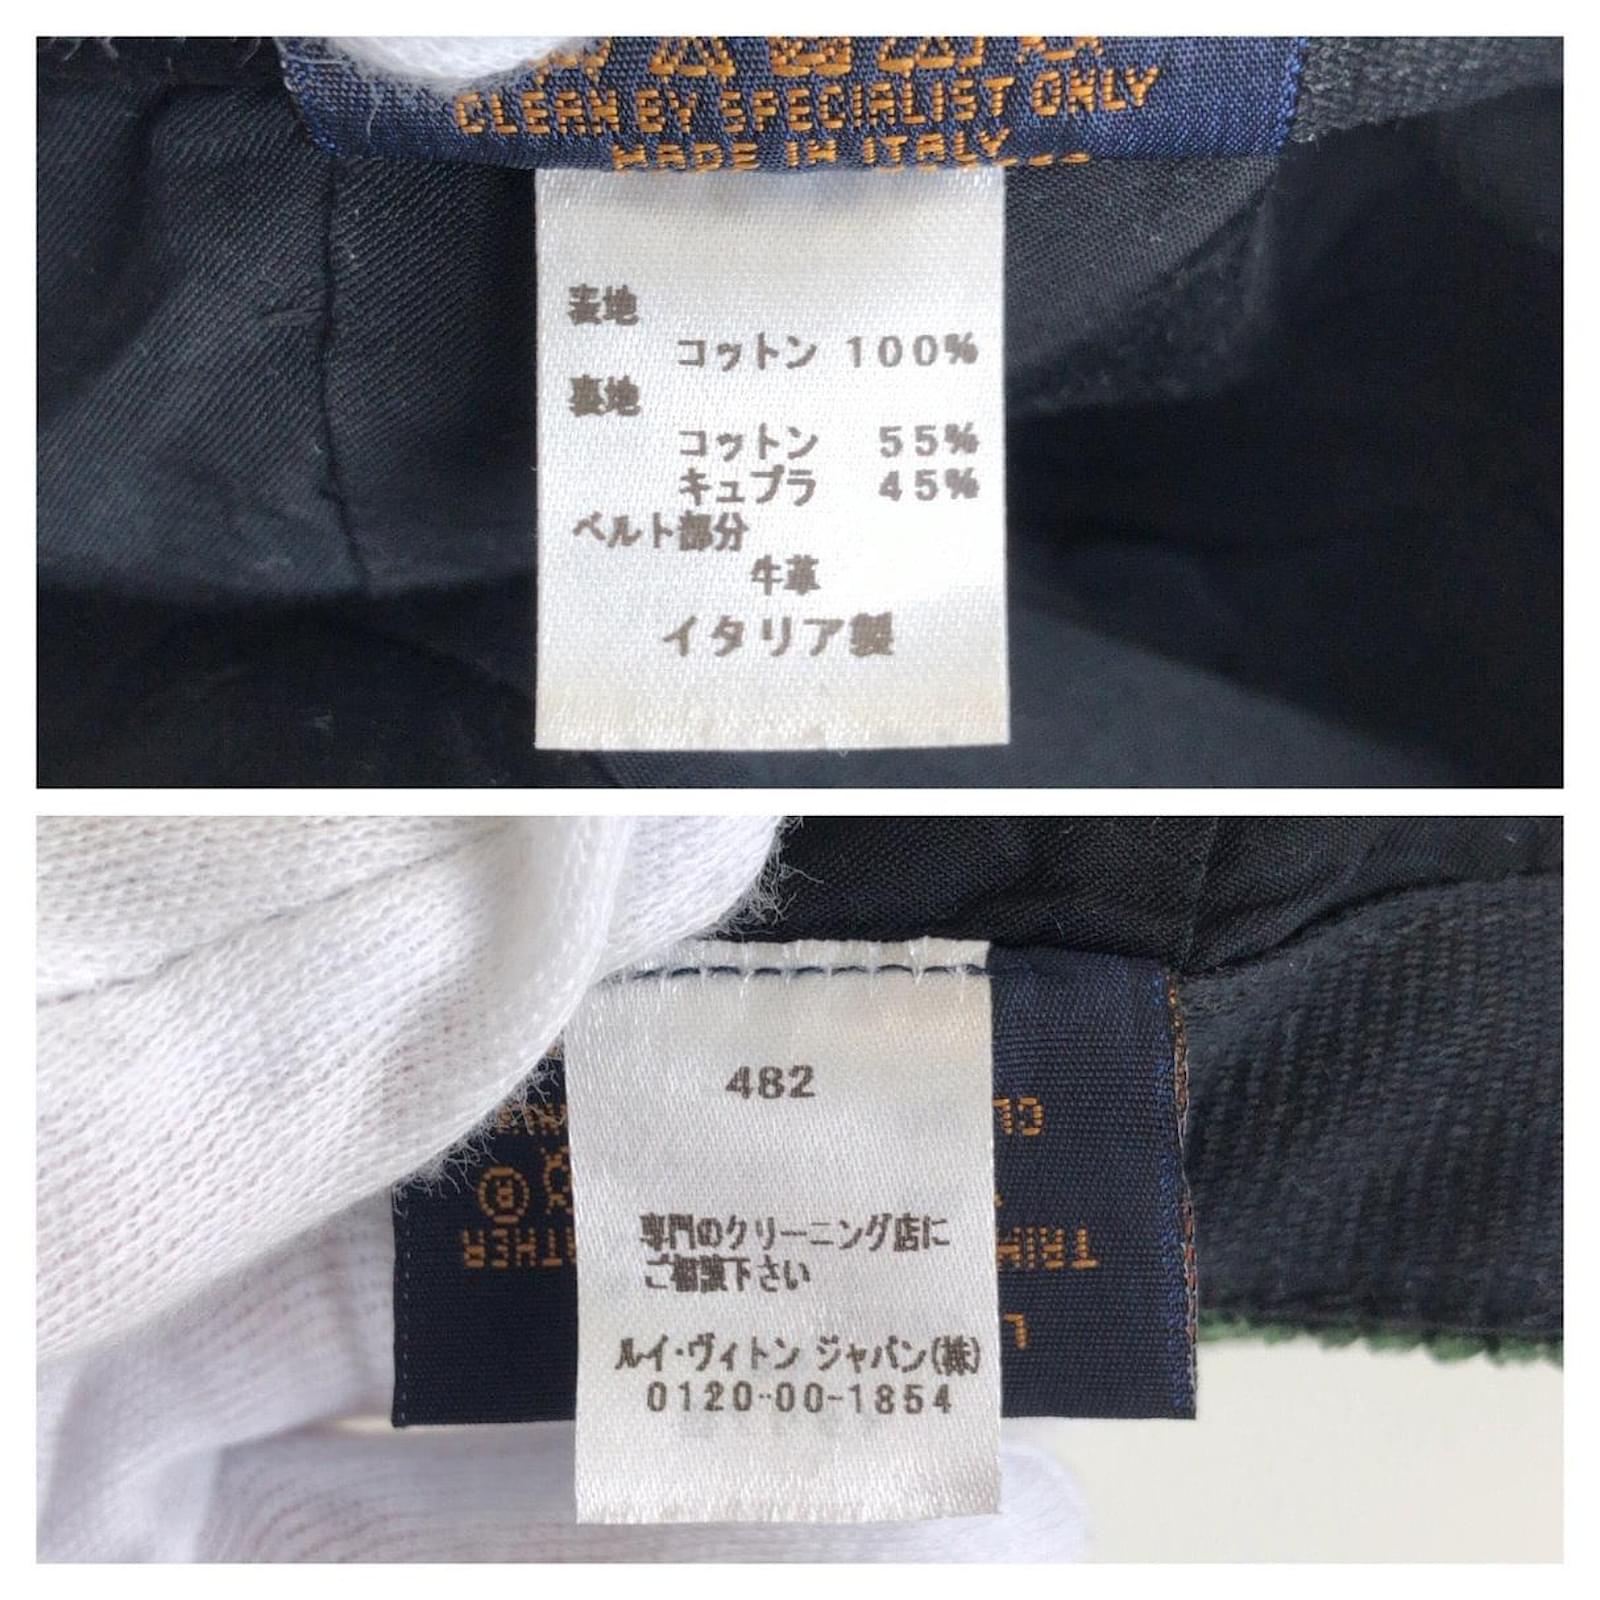 CLEAN BY SPECIALIST ONLY
MADE IN ITALY
表地
コットン 100%
裏地
コットン 55%
キュプラ 45%
ベルト部分
牛革
イタリア製
482
専門のクリーニング店に
ご相談下さい
ルイ・ヴィトン ジャパン(株)
0120-00-1854
TRIM
L